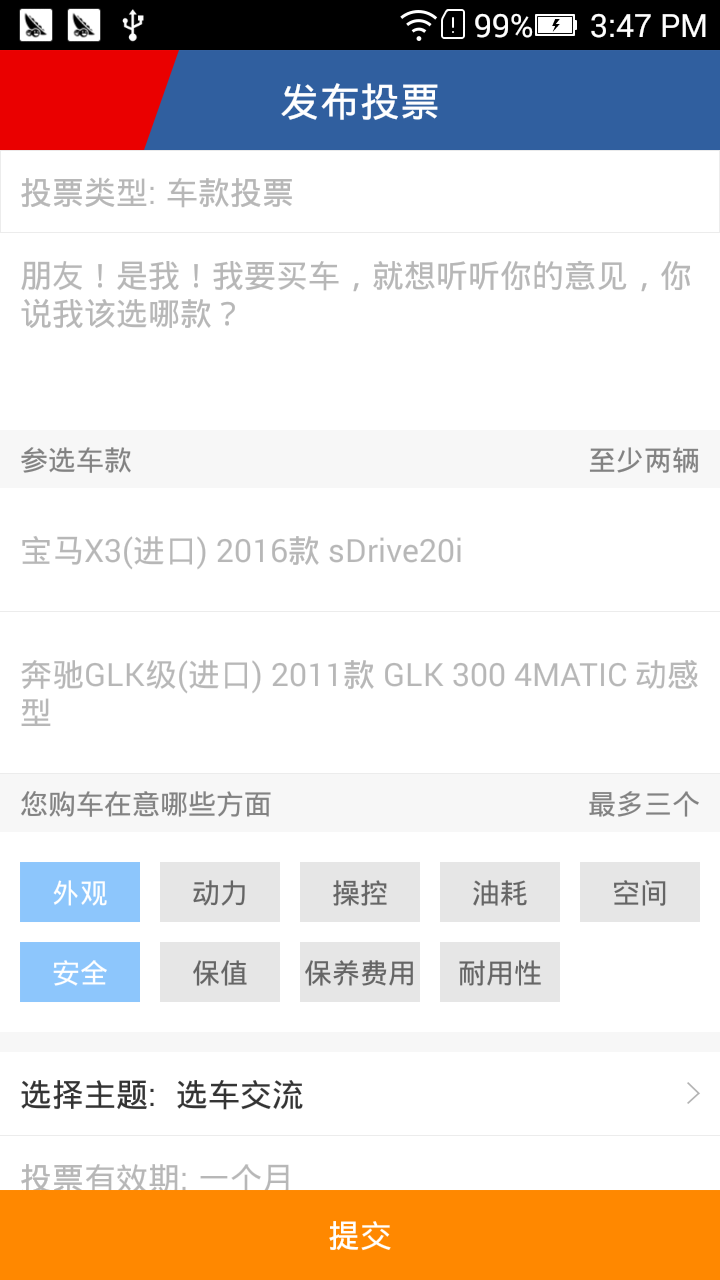 99% 3:47 PM
发布投票
投票类型: 车款投票
朋友！是我！我要买车，就想听听你的意见，你
说我该选哪款？
参选车款 至少两辆
宝马X3(进口) 2016款 sDrive20i
奔驰GLK级(进口) 2011款 GLK 300 4MATIC 动感
型
您购车在意哪些方面 最多三个
外观 动力 操控 油耗 空间
安全 保值 保养费用 耐用性
选择主题: 选车交流
投票有效期: 一个月
提交